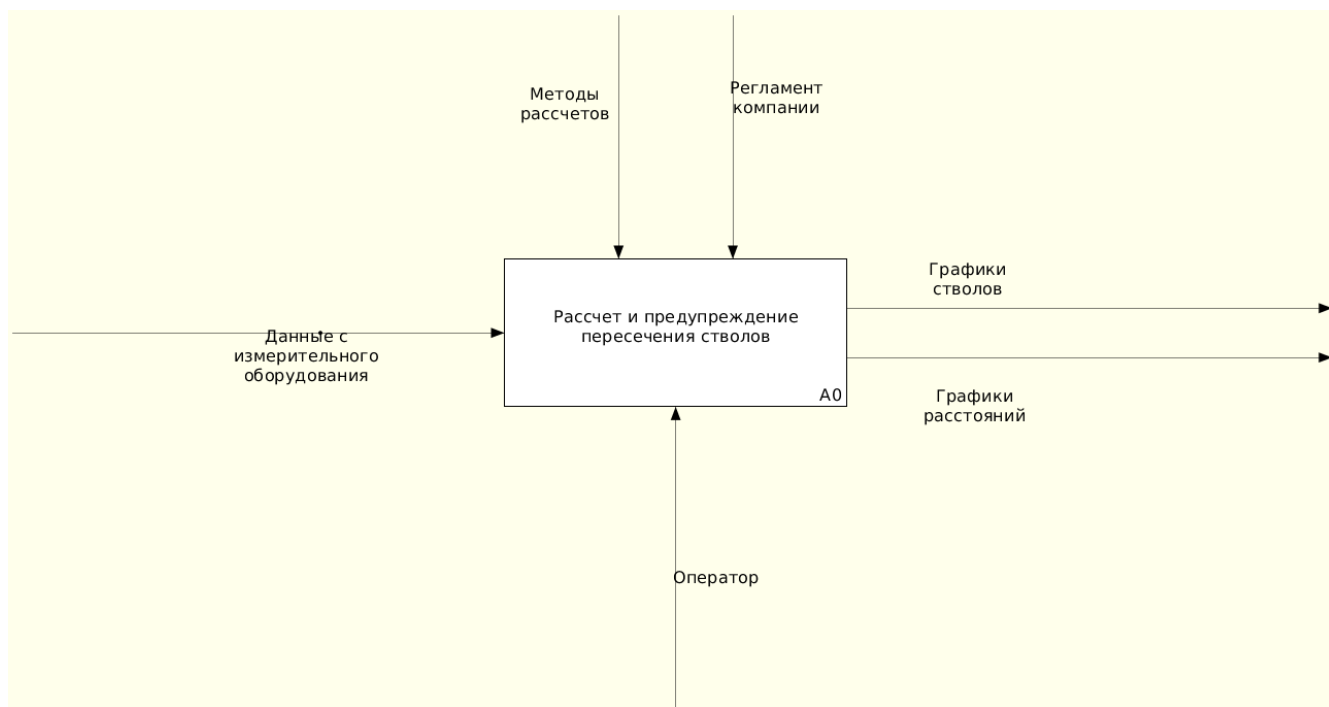 Методы
рассчетов
Регламент
компании
Графики
стволов
Рассчет и предупреждение
пересечения стволов
Данные с
измерительного
оборудования
A0
Графики
расстояний
Оператор